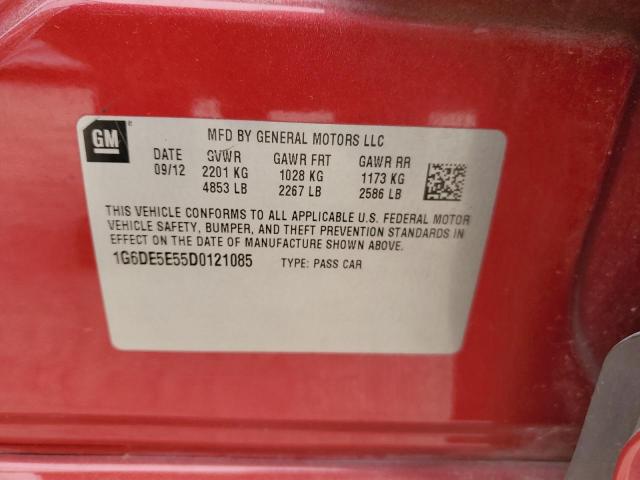 GM
MFD BY GENERAL MOTORS LLC
DATE GVWR GAWR FRT GAWR RR
09/12 2201 KG 1028 KG 1173 KG
4853 LB 2267 LB 2586 LB
THIS VEHICLE CONFORMS TO ALL APPLICABLE U.S. FEDERAL MOTOR
VEHICLE SAFETY, BUMPER, AND THEFT PREVENTION STANDARDS IN
EFFECT ON THE DATE OF MANUFACTURE SHOWN ABOVE.
1G6DE5E55D0121085 TYPE: PASS CAR